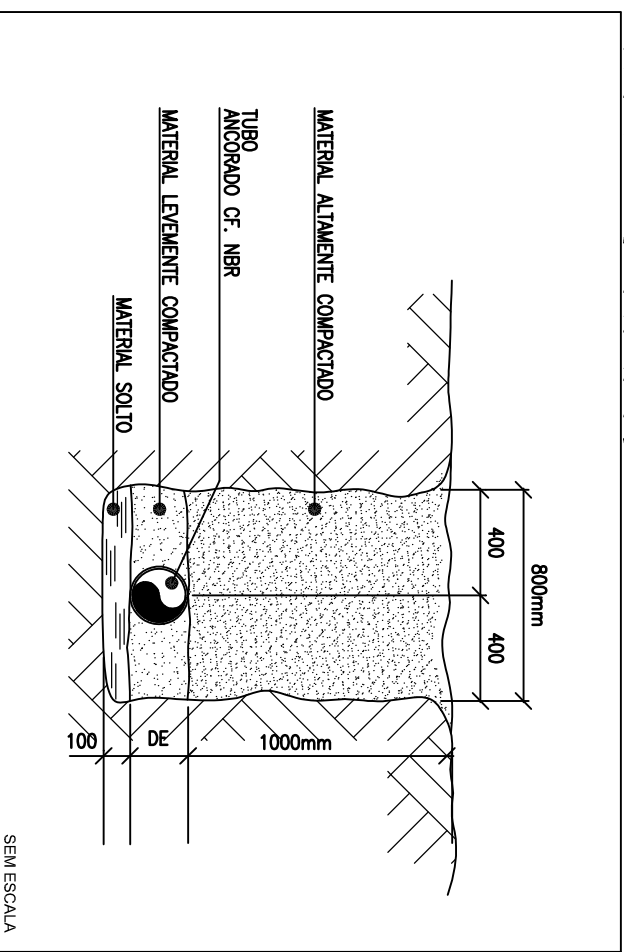 800mm
400
400
MATERIAL ALTAMENTE COMPACTADO
TUBO
ANCORADO CF. NBR
MATERIAL LEVEMENTE COMPACTADO
MATERIAL SOLTO
1000mm
DE
100
SEM ESCALA